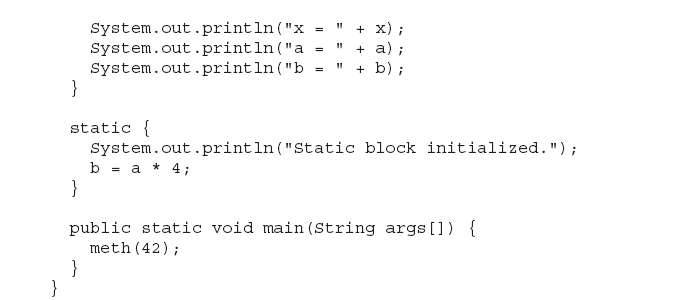 System.out.println("x = " + x);
System.out.println("a = " + a);
System.out.println("b = " + b);
}
static {
System.out.println("Static block initialized.");
b = a * 4;
}
public static void main(String args[]) {
meth(42);
}
}